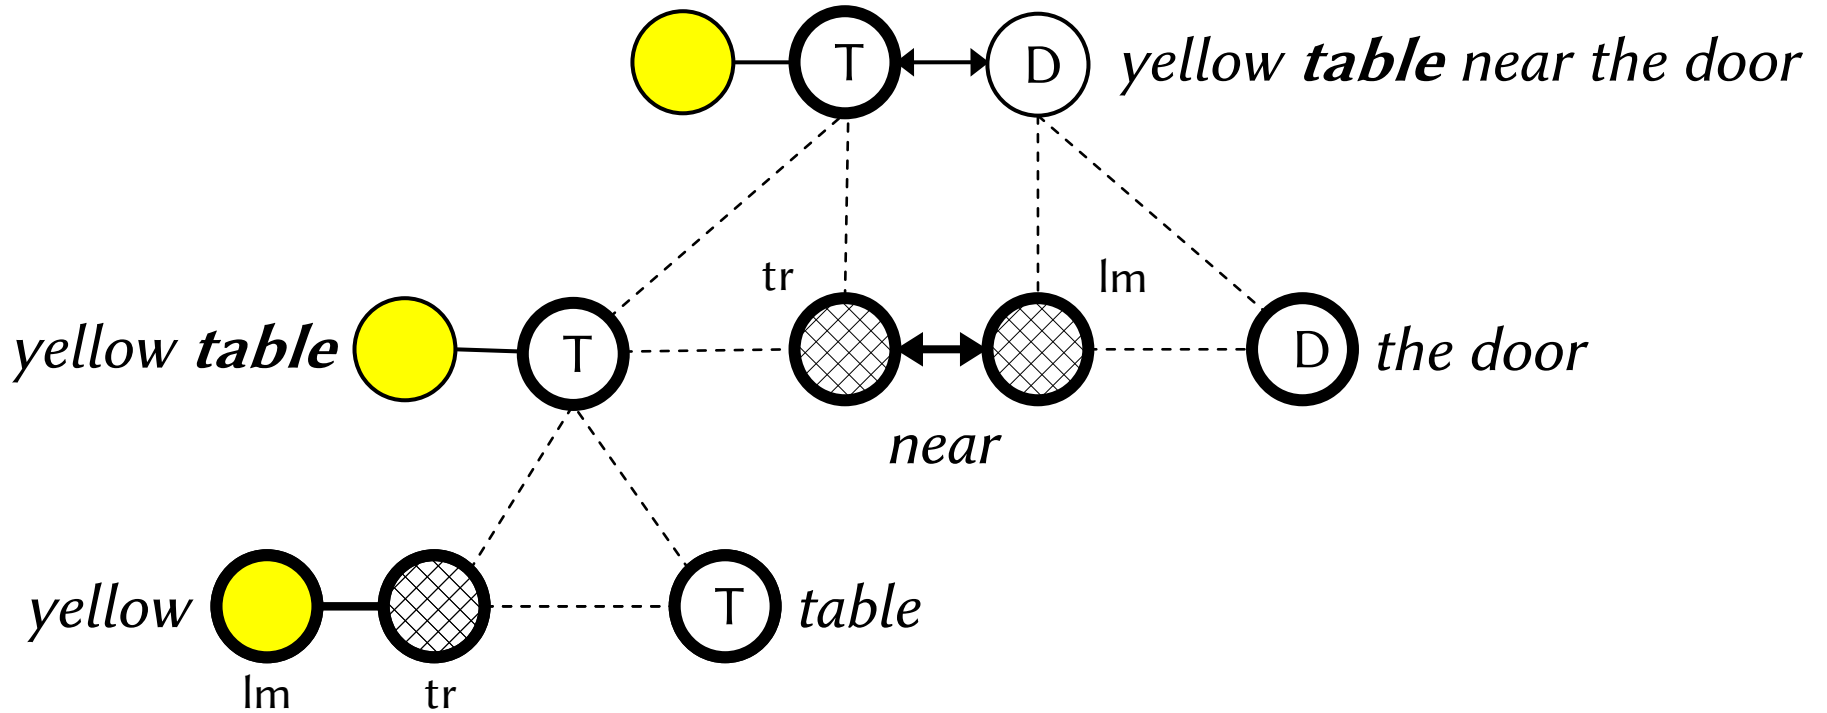 T
D
yellow table near the door
tr
lm
yellow table
T
D
the door
near
yellow
T
table
lm
tr